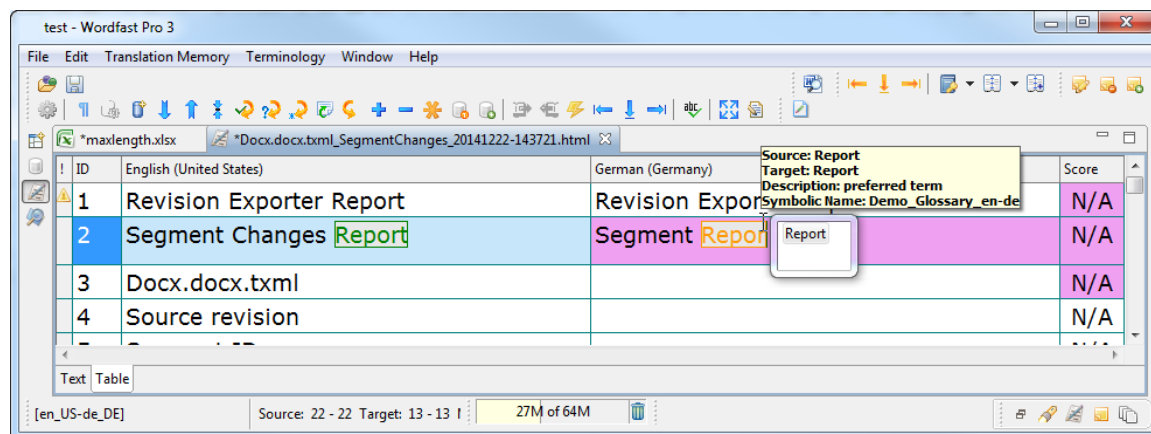 test - Wordfast Pro 3
File Edit Translation Memory Terminology Window Help
*maxlength.xlsx *Docx.docx.txml_SegmentChanges_20141222-143721.html
! ID English (United States) German (Germany) Score
Source: Report
Target: Report
Description: preferred term
Symbolic Name: Demo_Glossary_en-de
1 Revision Exporter Report Revision Expor N/A
2 Segment Changes Report Segment Repor N/A
Report
3 Docx.docx.txml N/A
4 Source revision N/A
Text Table
[en_US-de_DE] Source: 22 - 22 Target: 13 - 13 27M of 64M